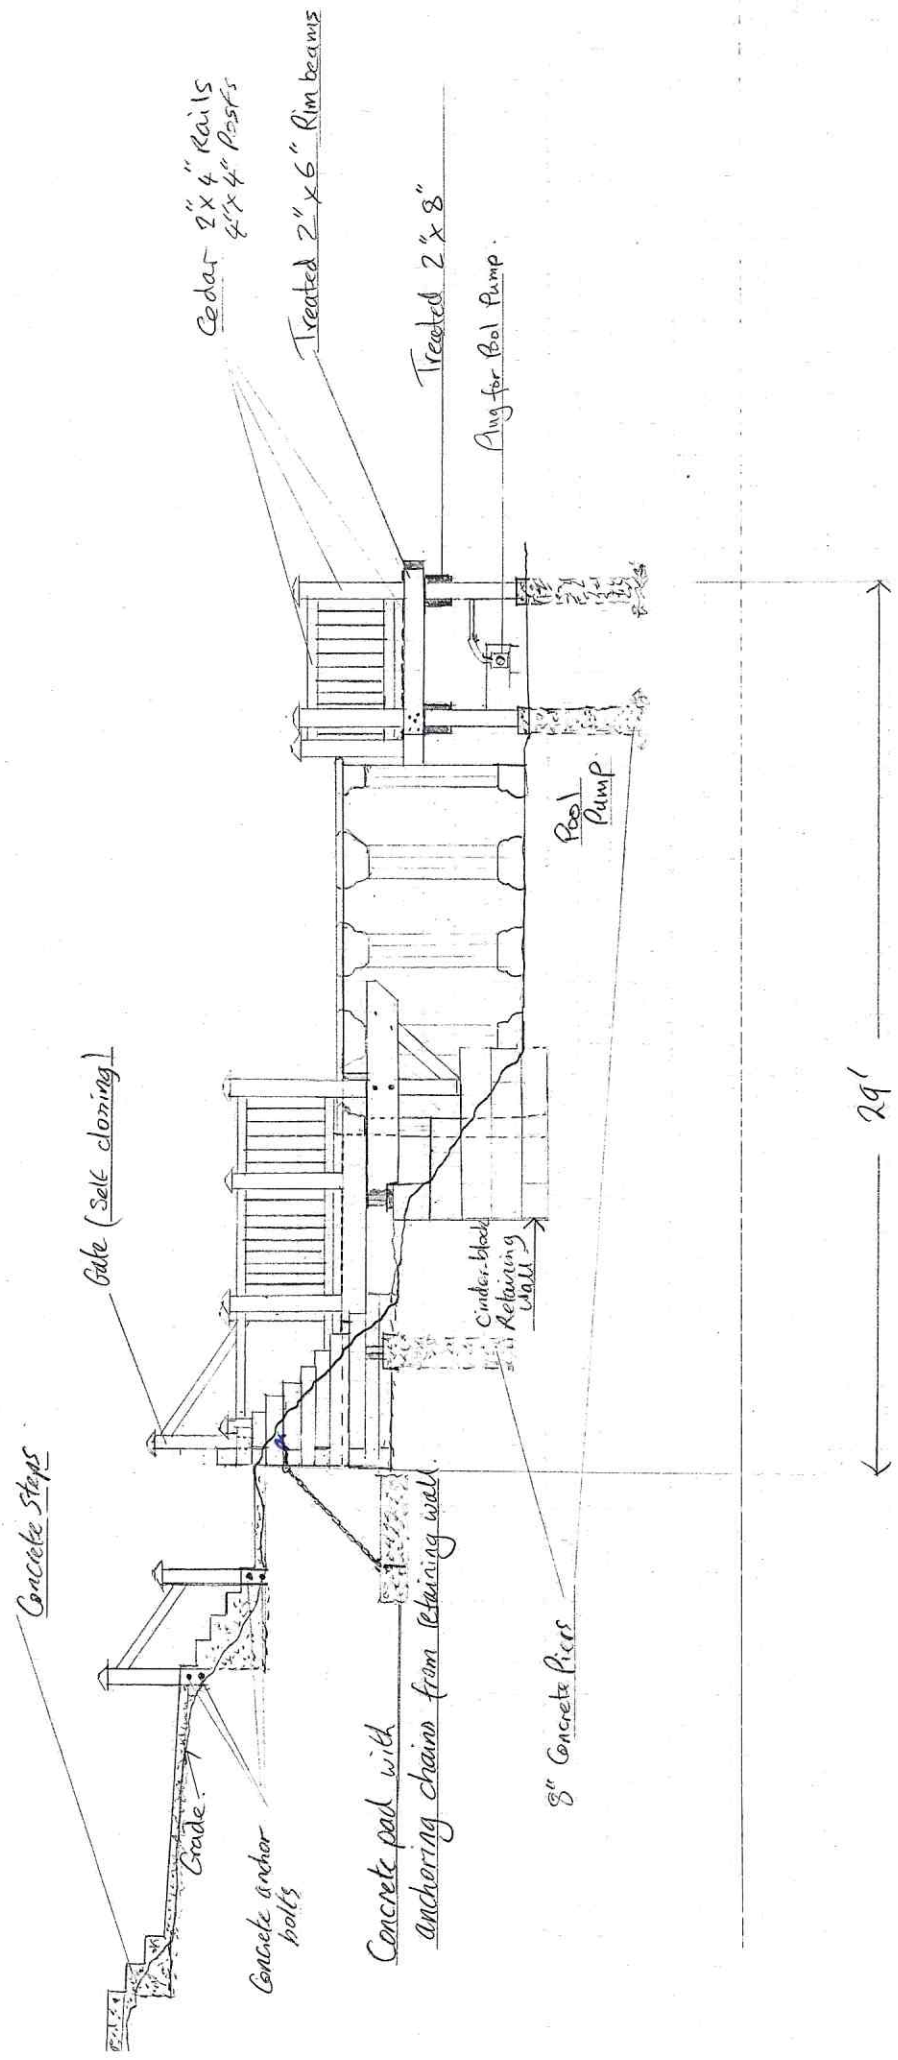 Concrete Steps
Gate (Self closing)
Cedar 2" x 4" Rails
4" x 4" Posts
Treated 2" x 6" Rim beams
Treated 2" x 8"
Plug for Pool Pump.
Grade.
Concrete anchor
bolts
Concrete pad with
anchoring chains from retaining wall.
Cinder block
Retaining
wall
Pool
Pump.
8" Concrete Piers
29'